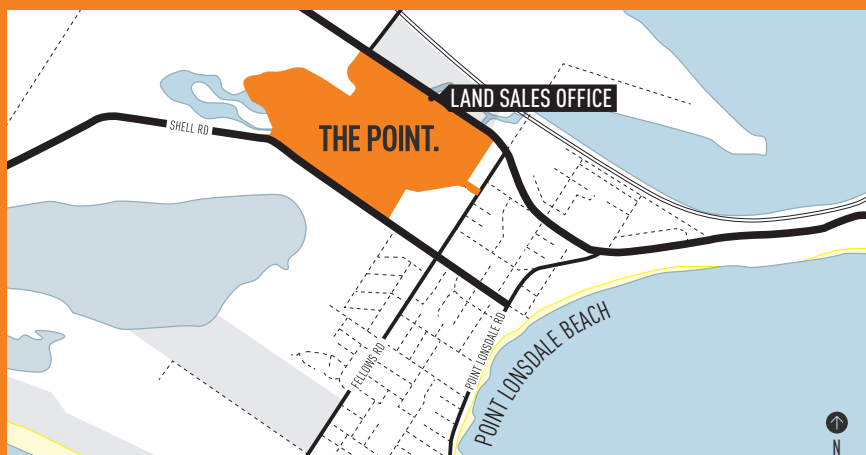 LAND SALES OFFICE
SHELL RD
THE POINT.
FELLOWS RD
POINT LONSDALE RD
POINT LONSDALE BEACH
N